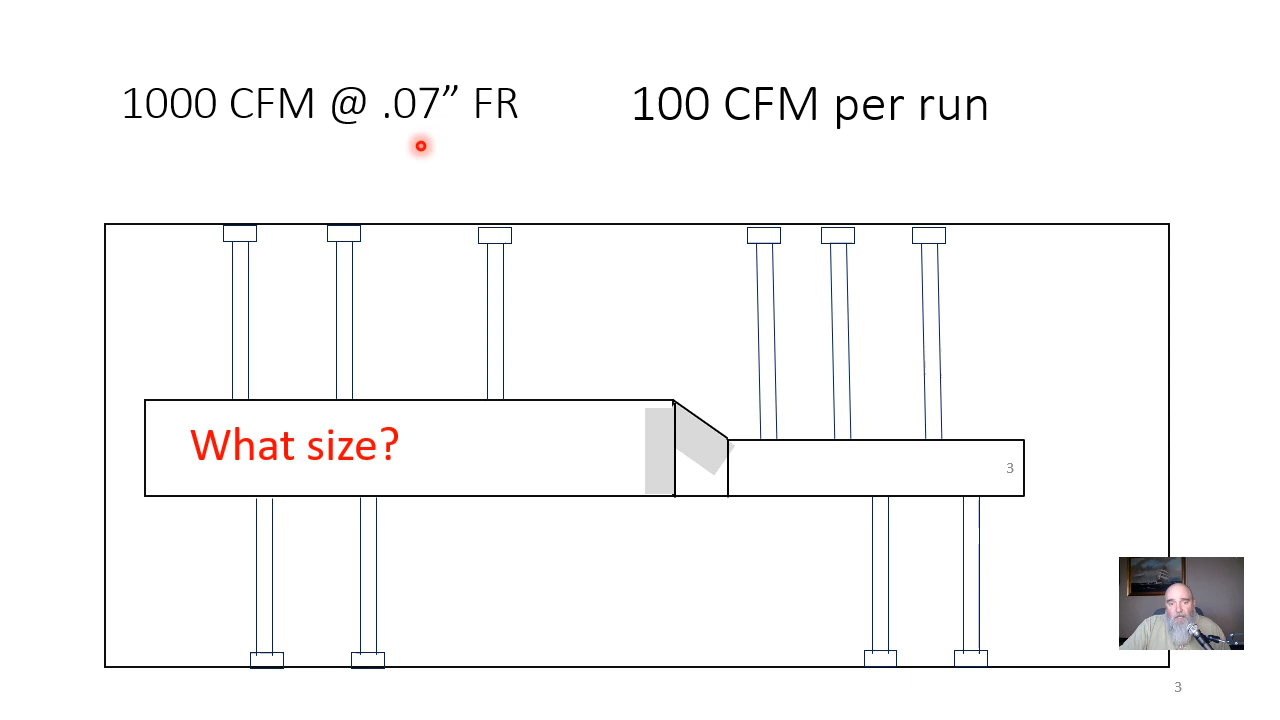 1000 CFM @ .07” FR
100 CFM per run
What size?
3
3